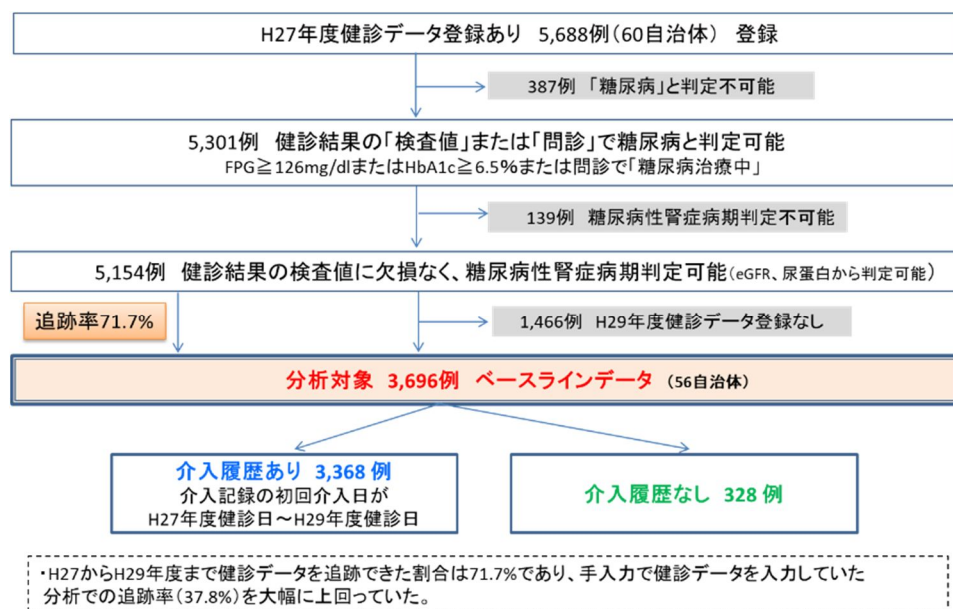 H27年度健診データ登録あり 5,688例(60自治体) 登録
387例 「糖尿病」と判定不可能
5,301例 健診結果の「検査値」または「問診」で糖尿病と判定可能
FPG≧126mg/dlまたはHbA1c≧6.5%または問診で「糖尿病治療中」
139例 糖尿病性腎症病期判定不可能
5,154例 健診結果の検査値に欠損なく、糖尿病性腎症病期判定可能(eGFR、尿蛋白から判定可能)
追跡率71.7%
1,466例 H29年度健診データ登録なし
分析対象 3,696例 ベースラインデータ (56自治体)
介入履歴あり 3,368 例
介入記録の初回介入日が
H27年度健診日～H29年度健診日
介入履歴なし 328 例
・H27からH29年度まで健診データを追跡できた割合は71.7%であり、手入力で健診データを入力していた
分析での追跡率(37.8%)を大幅に上回っていた。